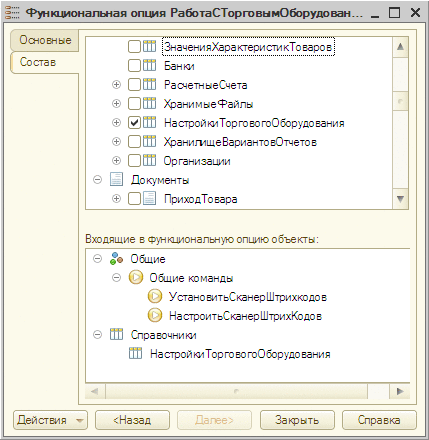 Функциональная опция РаботаСТорговымОборудован...
Основные
Состав
ЗначенияХарактеристикТоваров
Банки
РасчетныеСчета
ХранимыеФайлы
НастройкиТорговогоОборудования
ХранилищеВариантовОтчетов
Организации
Документы
ПриходТовара
Входящие в функциональную опцию объекты:
Общие
Общие команды
УстановитьСканерШтрихкодов
НастроитьСканерШтрихКодов
Справочники
НастройкиТорговогоОборудования
Действия
<Назад
Далее>
Закрыть
Справка